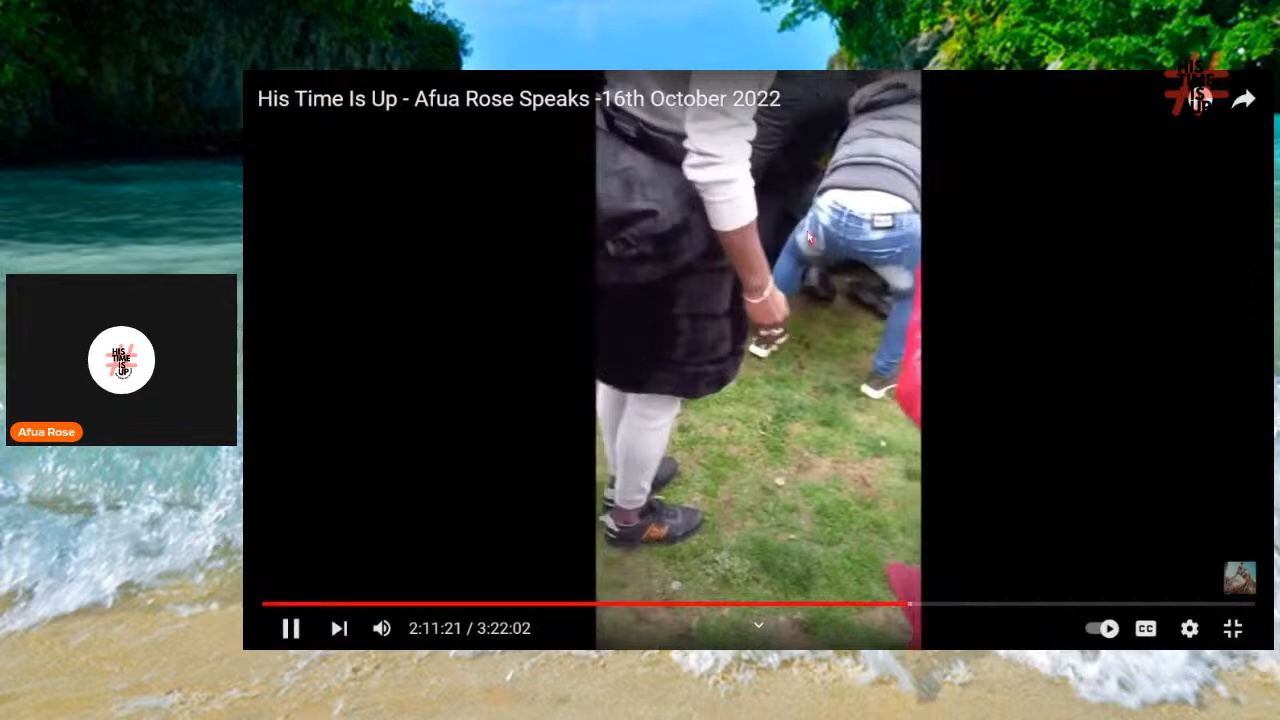 His Time Is Up - Afua Rose Speaks -16th October 2022
HIS
TIME
IS
UP
HIS
TIME
IS
UP
Afua Rose
2:11:21 / 3:22:02
CC